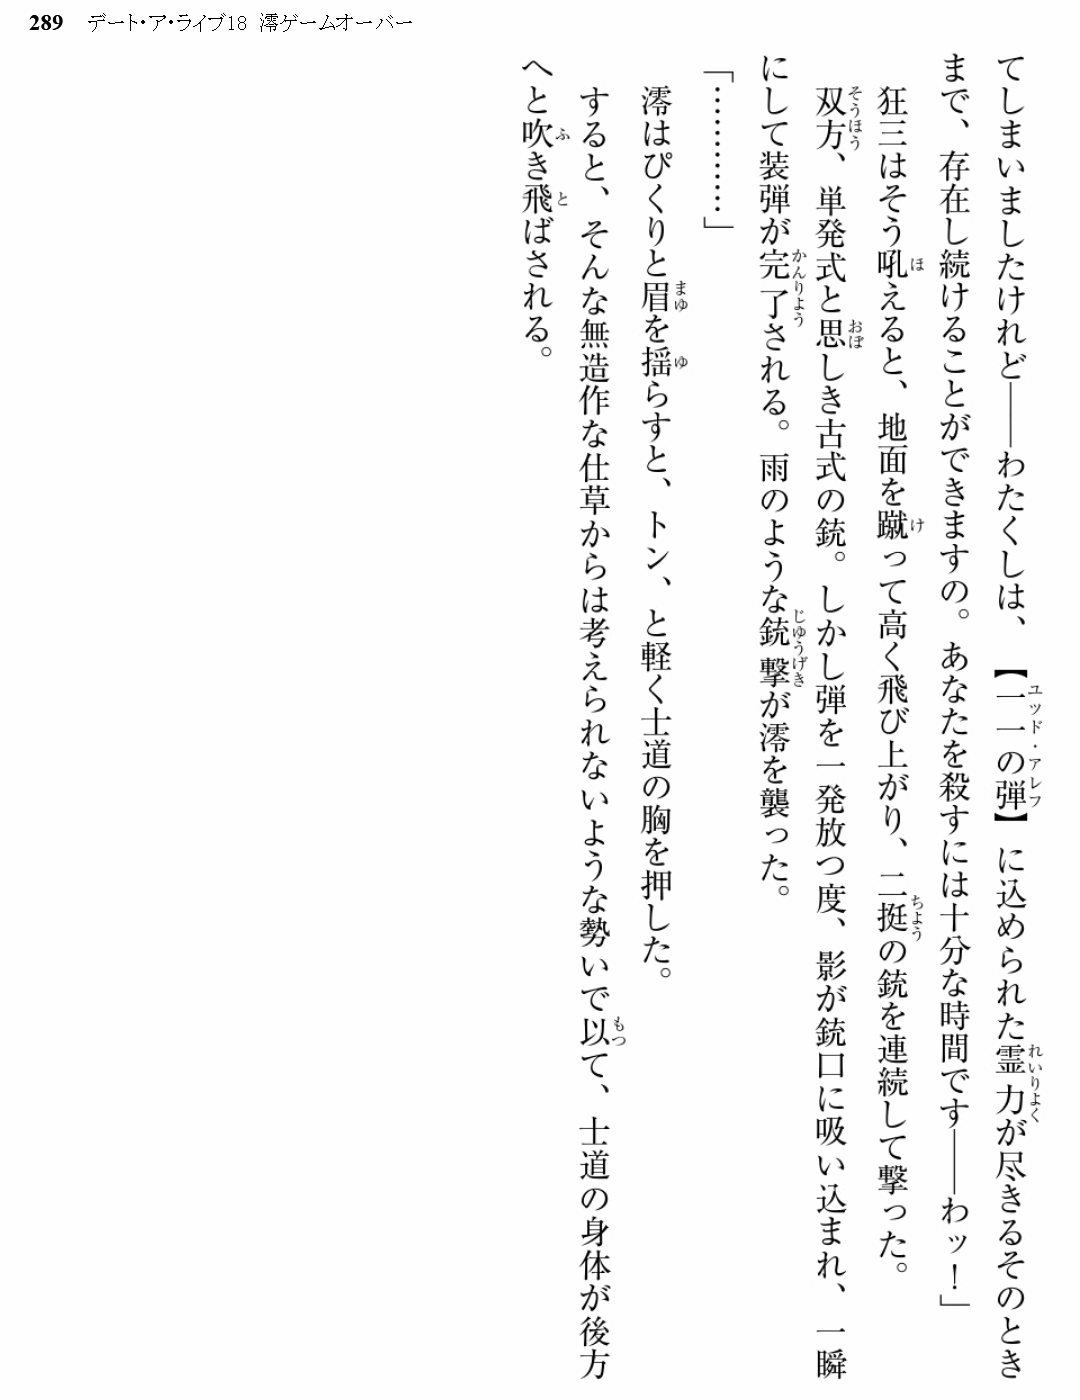 289 デート・ア・ライブ18 澪ゲームオーバー
てしまいましたけれど――わたくしは、【一一の弾】に込められた霊力が尽きるそのとき
まで、存在し続けることができますの。あなたを殺すには十分な時間です――わッ！」
狂三はそう吼えると、地面を蹴って高く飛び上がり、二挺の銃を連続して撃った。
双方、単発式と思しき古式の銃。しかし弾を一発放つ度、影が銃口に吸い込まれ、一瞬
にして装弾が完了される。雨のような銃撃が澪を襲った。
「…………」
澪はぴくりと眉を揺らすと、トン、と軽く士道の胸を押した。
すると、そんな無造作な仕草からは考えられないような勢いで以て、士道の身体が後方
へと吹き飛ばされる。